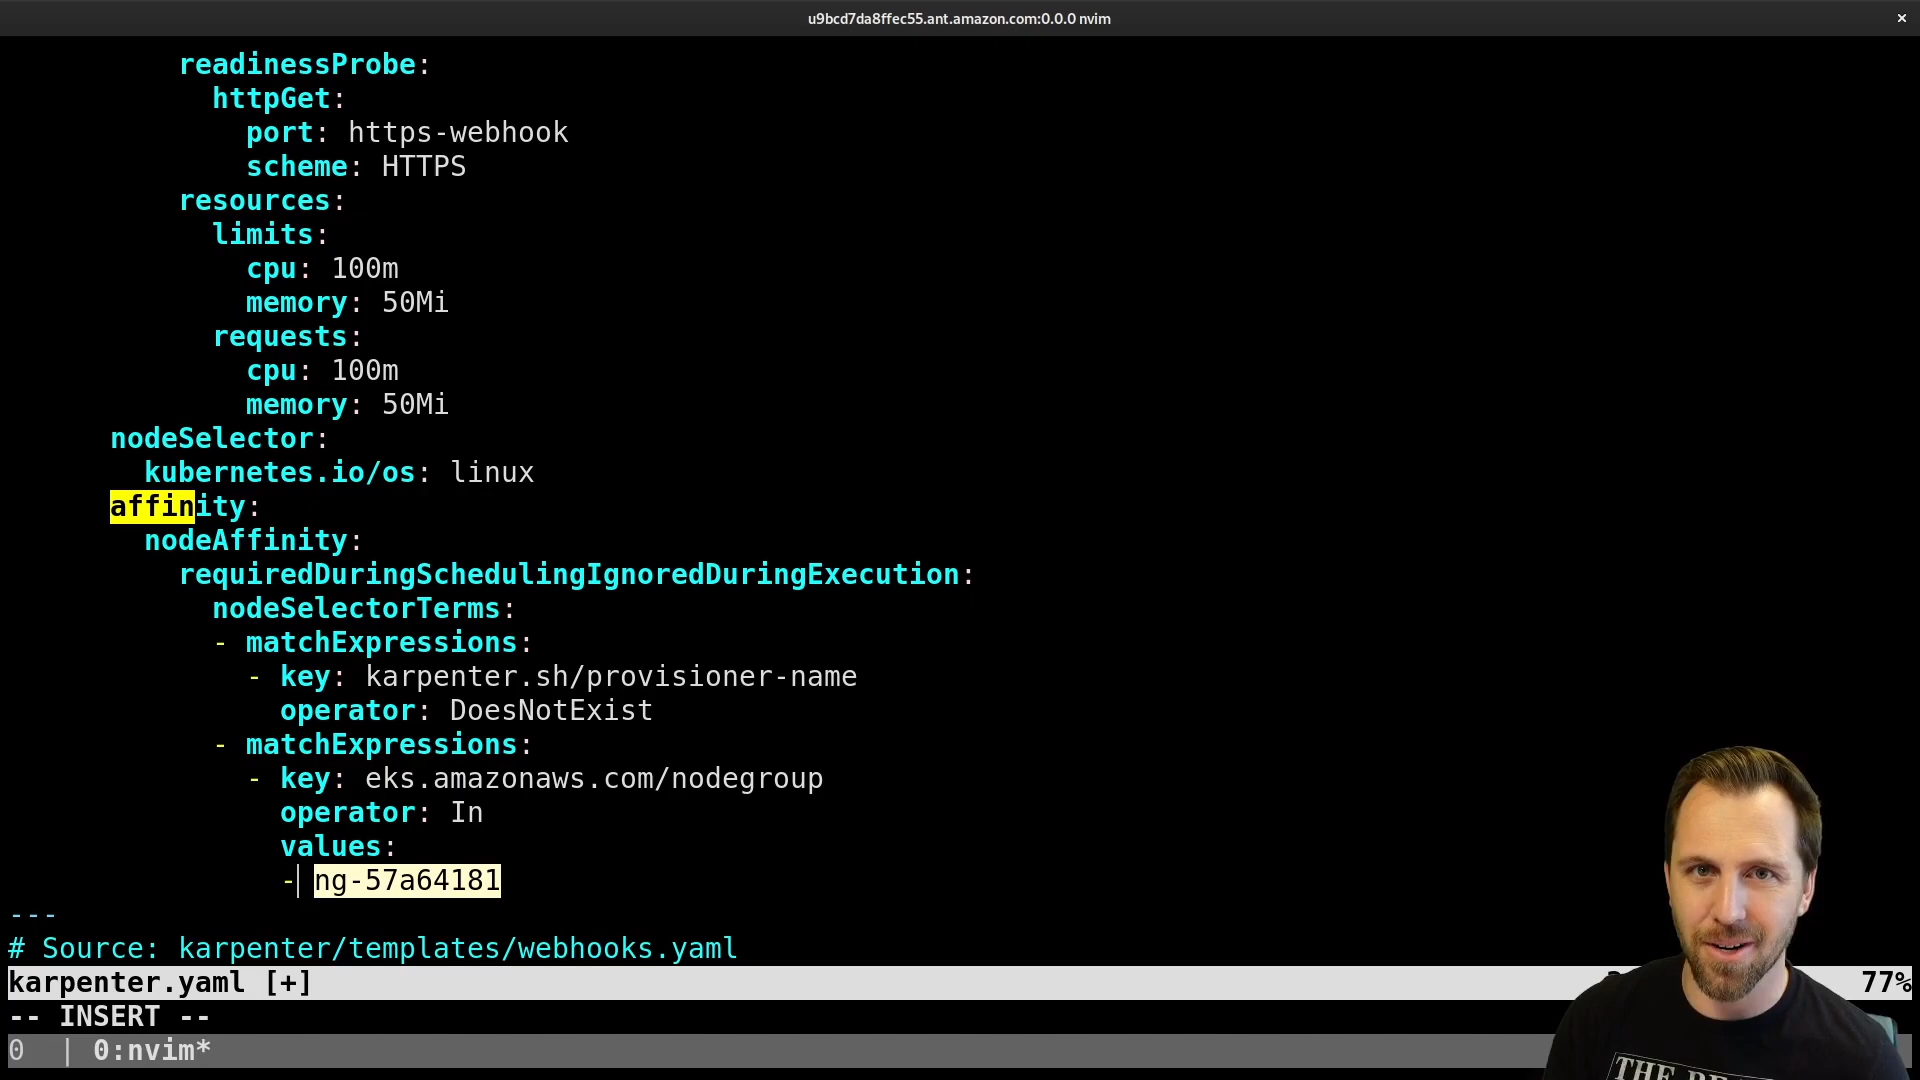 u9bcd7da8ffec55.ant.amazon.com:0.0.0 nvim ×
readinessProbe:
httpGet:
port: https-webhook
scheme: HTTPS
resources:
limits:
cpu: 100m
memory: 50Mi
requests:
cpu: 100m
memory: 50Mi
nodeSelector:
kubernetes.io/os: linux
affinity:
nodeAffinity:
requiredDuringSchedulingIgnoredDuringExecution:
nodeSelectorTerms:
- matchExpressions:
- key: karpenter.sh/provisioner-name
operator: DoesNotExist
- matchExpressions:
- key: eks.amazonaws.com/nodegroup
operator: In
values:
- ng-57a64181
---
# Source: karpenter/templates/webhooks.yaml
karpenter.yaml [+] 77%
-- INSERT --
0 | 0:nvim*
THE